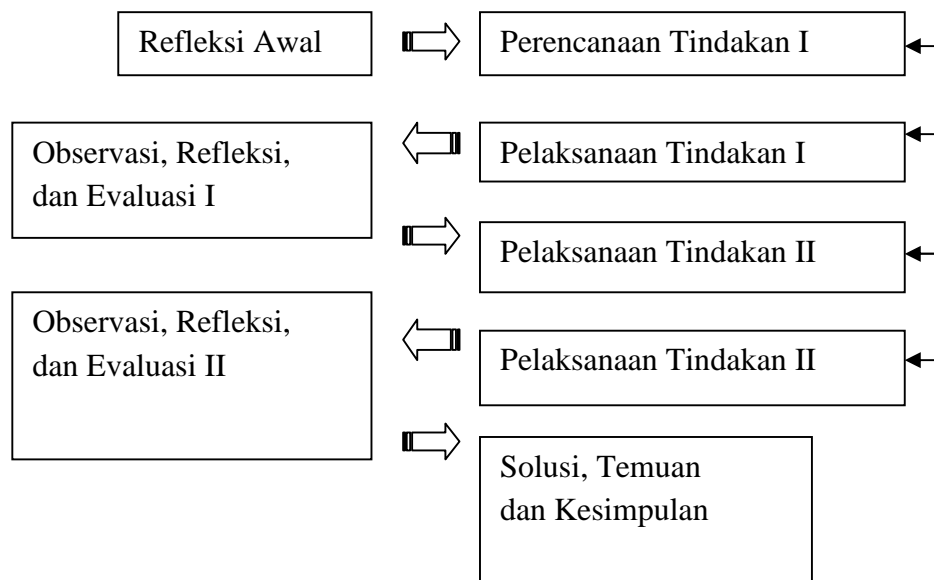 Refleksi Awal
Perencanaan Tindakan I
Observasi, Refleksi,
dan Evaluasi I
Pelaksanaan Tindakan I
Pelaksanaan Tindakan II
Observasi, Refleksi,
dan Evaluasi II
Pelaksanaan Tindakan II
Solusi, Temuan
dan Kesimpulan